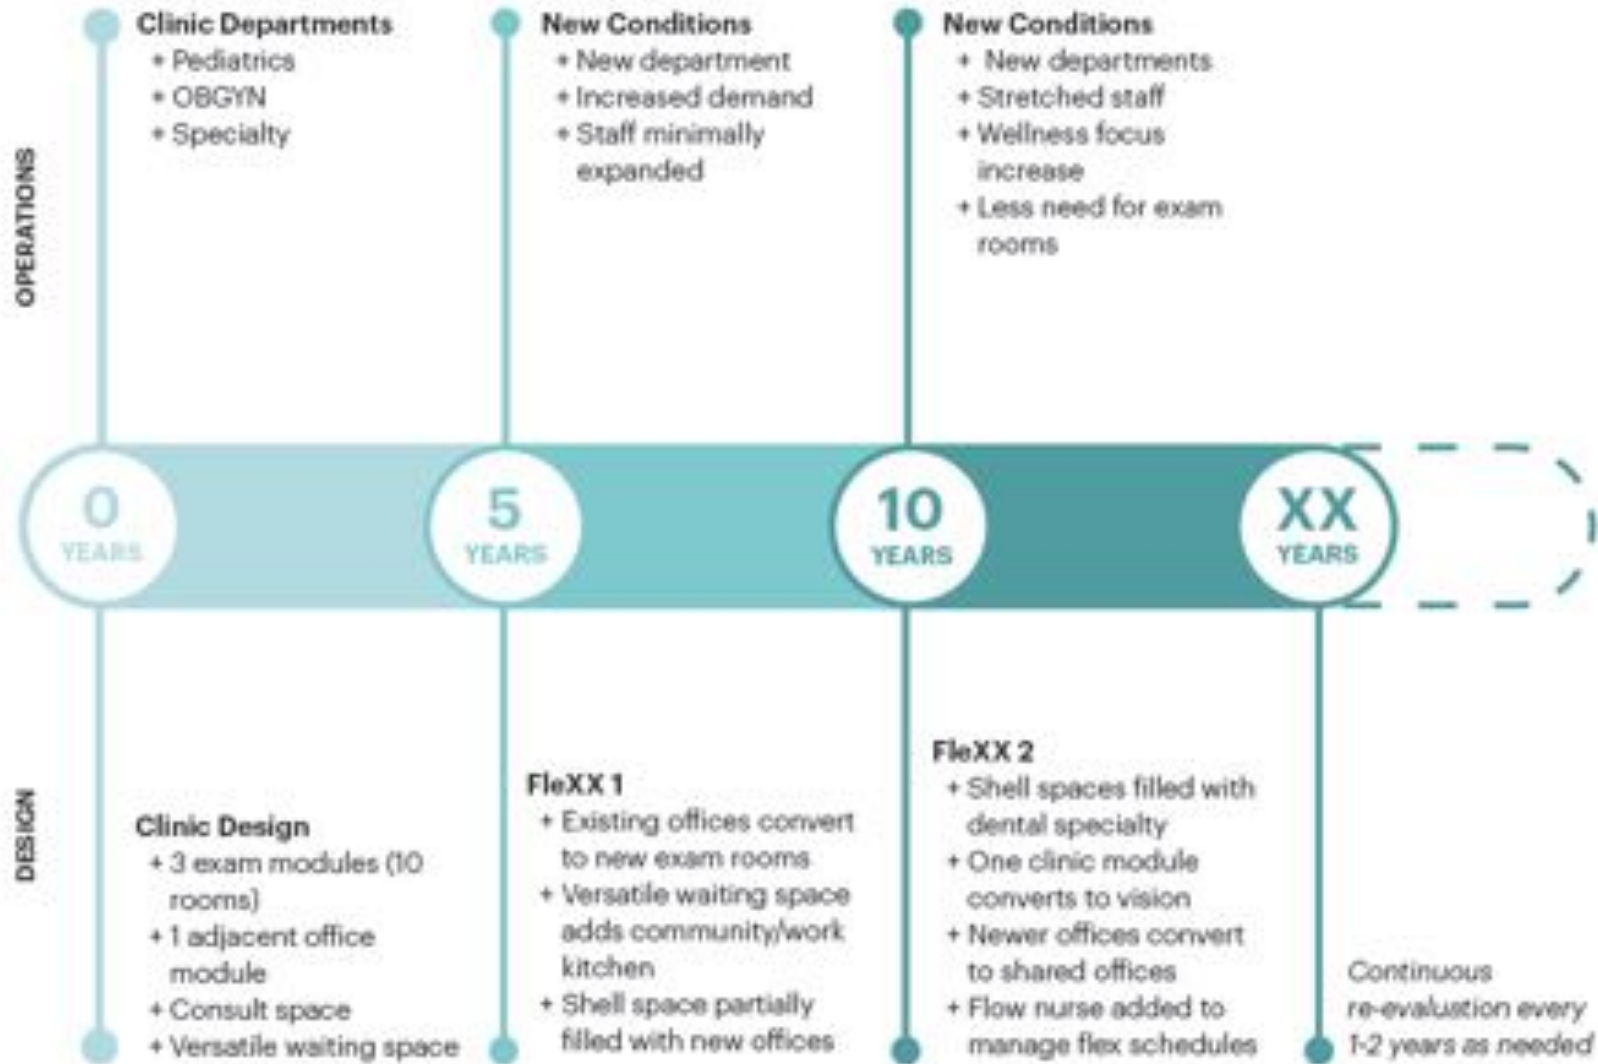 OPERATIONS
Clinic Departments
+ Pediatrics
+ OBGYN
+ Specialty
New Conditions
+ New department
+ Increased demand
+ Staff minimally
expanded
New Conditions
+ New departments
+ Stretched staff
+ Wellness focus
increase
+ Less need for exam
rooms
0
YEARS
5
YEARS
10
YEARS
XX
YEARS
DESIGN
Clinic Design
+ 3 exam modules (10
rooms)
+ 1 adjacent office
module
+ Consult space
+ Versatile waiting space
FleXX 1
+ Existing offices convert
to new exam rooms
+ Versatile waiting space
adds community/work
kitchen
+ Shell space partially
filled with new offices
FleXX 2
+ Shell spaces filled with
dental specialty
+ One clinic module
converts to vision
+ Newer offices convert
to shared offices
+ Flow nurse added to
manage flex schedules
Continuous
re-evaluation every
1-2 years as needed